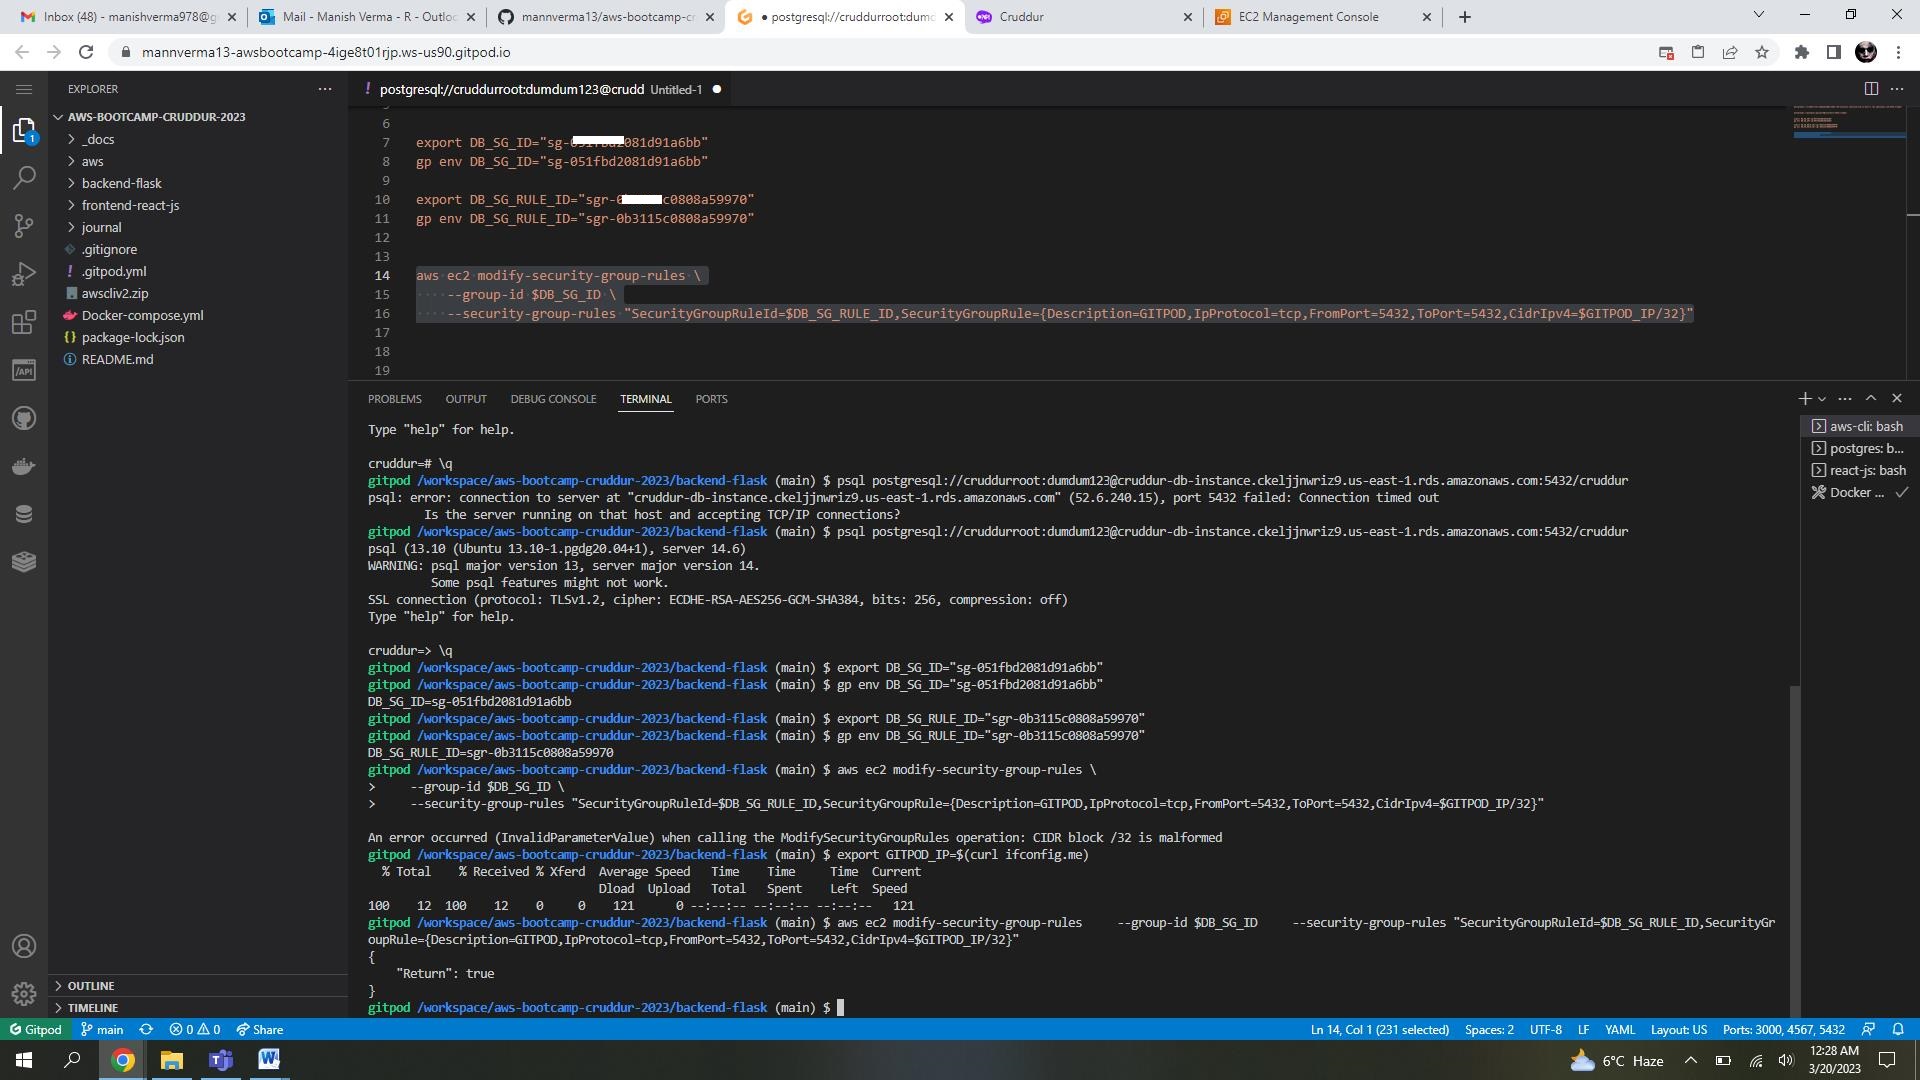 Inbox (48) - manishverma978@g
Mail - Manish Verma - R - Outloo
mannverma13/aws-bootcamp-cr
● postgresql://cruddurroot:dumd
Cruddur
EC2 Management Console
mannverma13-awsbootcamp-4ige8t01rjp.ws-us90.gitpod.io
EXPLORER
AWS-BOOTCAMP-CRUDDUR-2023
_docs
aws
backend-flask
frontend-react-js
journal
.gitignore
.gitpod.yml
awscliv2.zip
Docker-compose.yml
package-lock.json
README.md
OUTLINE
TIMELINE
! postgresql://cruddurroot:dumdum123@crudd Untitled-1 ●
6
7 export DB_SG_ID="sg- 081d91a6bb"
8 gp env DB_SG_ID="sg-051fbd2081d91a6bb"
9
10 export DB_SG_RULE_ID="sgr-0 c0808a59970"
11 gp env DB_SG_RULE_ID="sgr-0b3115c0808a59970"
12
13
14 aws ec2 modify-security-group-rules \
15 --group-id $DB_SG_ID \
16 --security-group-rules "SecurityGroupRuleId=$DB_SG_RULE_ID,SecurityGroupRule={Description=GITPOD,IpProtocol=tcp,FromPort=5432,ToPort=5432,CidrIpv4=$GITPOD_IP/32}"
17
18
19
PROBLEMS OUTPUT DEBUG CONSOLE TERMINAL PORTS
Type "help" for help.
cruddur=# \q
gitpod /workspace/aws-bootcamp-cruddur-2023/backend-flask (main) $ psql postgresql://cruddurroot:dumdum123@cruddur-db-instance.ckeljjnwriz9.us-east-1.rds.amazonaws.com:5432/cruddur
psql: error: connection to server at "cruddur-db-instance.ckeljjnwriz9.us-east-1.rds.amazonaws.com" (52.6.240.15), port 5432 failed: Connection timed out
Is the server running on that host and accepting TCP/IP connections?
gitpod /workspace/aws-bootcamp-cruddur-2023/backend-flask (main) $ psql postgresql://cruddurroot:dumdum123@cruddur-db-instance.ckeljjnwriz9.us-east-1.rds.amazonaws.com:5432/cruddur
psql (13.10 (Ubuntu 13.10-1.pgdg20.04+1), server 14.6)
WARNING: psql major version 13, server major version 14.
Some psql features might not work.
SSL connection (protocol: TLSv1.2, cipher: ECDHE-RSA-AES256-GCM-SHA384, bits: 256, compression: off)
Type "help" for help.
cruddur=> \q
gitpod /workspace/aws-bootcamp-cruddur-2023/backend-flask (main) $ export DB_SG_ID="sg-051fbd2081d91a6bb"
gitpod /workspace/aws-bootcamp-cruddur-2023/backend-flask (main) $ gp env DB_SG_ID="sg-051fbd2081d91a6bb"
DB_SG_ID=sg-051fbd2081d91a6bb
gitpod /workspace/aws-bootcamp-cruddur-2023/backend-flask (main) $ export DB_SG_RULE_ID="sgr-0b3115c0808a59970"
gitpod /workspace/aws-bootcamp-cruddur-2023/backend-flask (main) $ gp env DB_SG_RULE_ID="sgr-0b3115c0808a59970"
DB_SG_RULE_ID=sgr-0b3115c0808a59970
gitpod /workspace/aws-bootcamp-cruddur-2023/backend-flask (main) $ aws ec2 modify-security-group-rules \
> --group-id $DB_SG_ID \
> --security-group-rules "SecurityGroupRuleId=$DB_SG_RULE_ID,SecurityGroupRule={Description=GITPOD,IpProtocol=tcp,FromPort=5432,ToPort=5432,CidrIpv4=$GITPOD_IP/32}"
An error occurred (InvalidParameterValue) when calling the ModifySecurityGroupRules operation: CIDR block /32 is malformed
gitpod /workspace/aws-bootcamp-cruddur-2023/backend-flask (main) $ export GITPOD_IP=$(curl ifconfig.me)
% Total % Received % Xferd Average Speed Time Time Time Current
Dload Upload Total Spent Left Speed
100 12 100 12 0 0 121 0 --:--:-- --:--:-- --:--:-- 121
gitpod /workspace/aws-bootcamp-cruddur-2023/backend-flask (main) $ aws ec2 modify-security-group-rules --group-id $DB_SG_ID --security-group-rules "SecurityGroupRuleId=$DB_SG_RULE_ID,SecurityGr
oupRule={Description=GITPOD,IpProtocol=tcp,FromPort=5432,ToPort=5432,CidrIpv4=$GITPOD_IP/32}"
{
"Return": true
}
gitpod /workspace/aws-bootcamp-cruddur-2023/backend-flask (main) $
aws-cli: bash
postgres: b...
react-js: bash
Docker ...
Gitpod main 0 0 Share
Ln 14, Col 1 (231 selected) Spaces: 2 UTF-8 LF YAML Layout: US Ports: 3000, 4567, 5432
6°C Haze
12:28 AM
3/20/2023